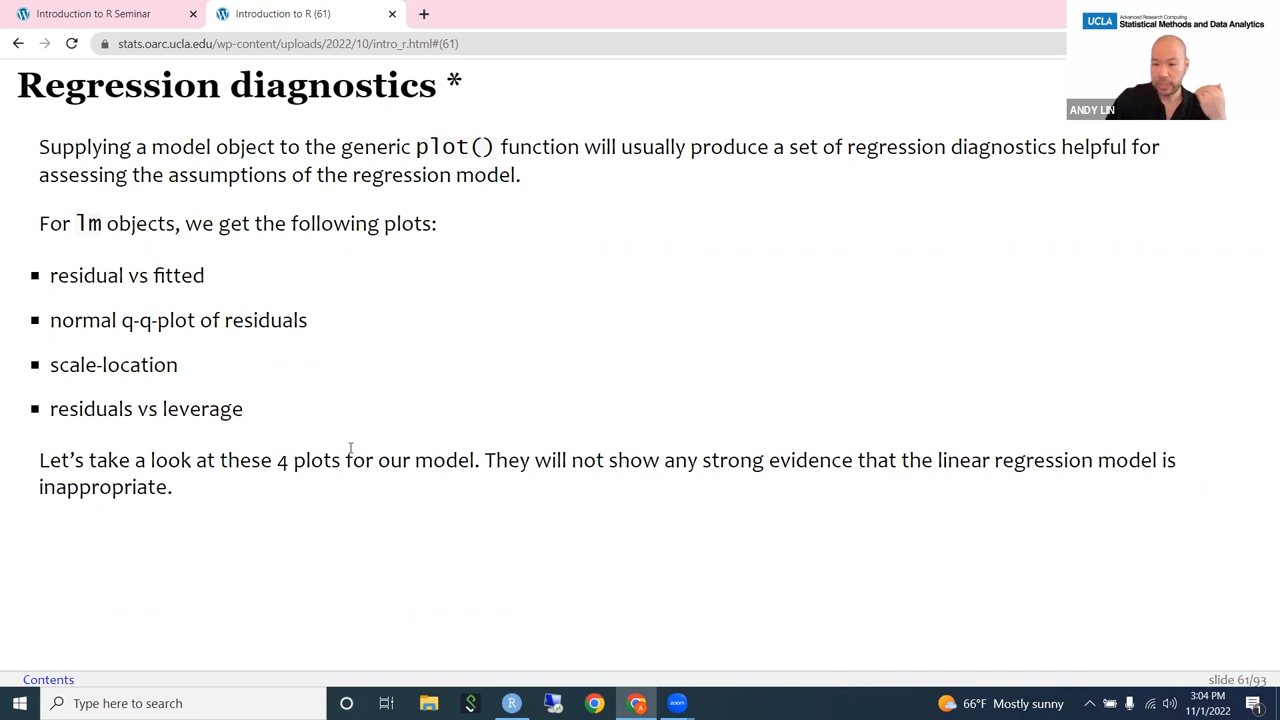 Introduction to R Seminar
Introduction to R (61)
stats.oarc.ucla.edu/wp-content/uploads/2022/10/intro_r.html#(61)
UCLA
Advanced Research Computing
Statistical Methods and Data Analytics
ANDY LIN
Regression diagnostics *
Supplying a model object to the generic plot() function will usually produce a set of regression diagnostics helpful for
assessing the assumptions of the regression model.
For lm objects, we get the following plots:
residual vs fitted
normal q-q-plot of residuals
scale-location
residuals vs leverage
Let's take a look at these 4 plots for our model. They will not show any strong evidence that the linear regression model is
inappropriate.
Contents
slide 61/93
Type here to search
zoom
66°F Mostly sunny
3:04 PM
11/1/2022